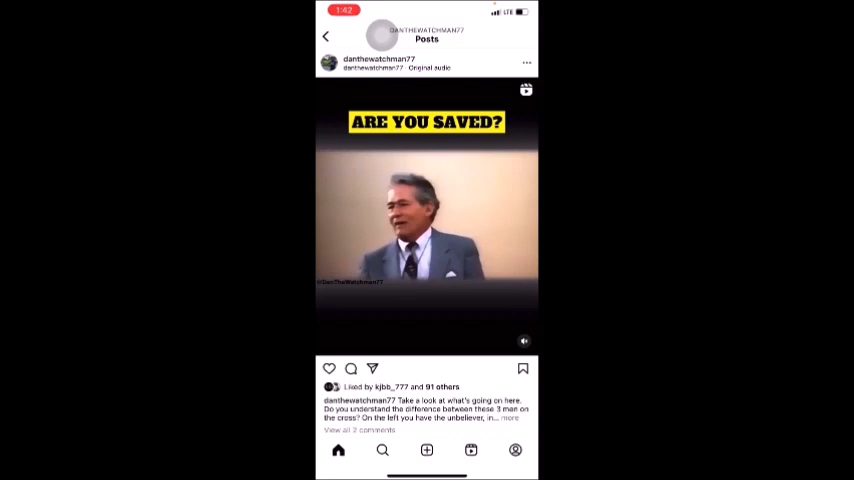 1:42
LTE
DANTHEWATCHMAN77
Posts
danthewatchman77
danthewatchman77 · Original audio
ARE YOU SAVED?
@DanTheWatchman77
Liked by kjbb_777 and 91 others
danthewatchman77 Take a look at what's going on here.
Do you understand the difference between these 3 men on
the cross? On the left you have the unbeliever, in... more
View all 2 comments